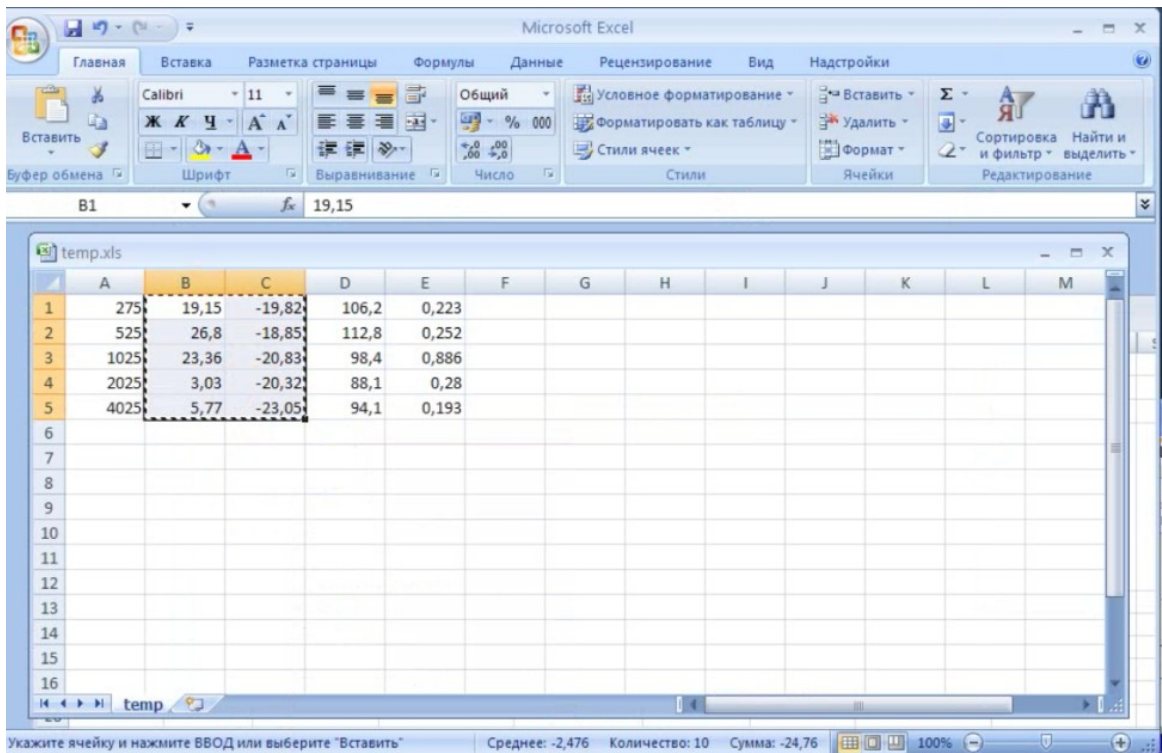 Microsoft Excel
Главная Вставка Разметка страницы Формулы Данные Рецензирование Вид Надстройки
Calibri 11 Общий Условное форматирование Вставить Σ
Вставить Ж К Ч А А % 000 Форматировать как таблицу Удалить Сортировка и фильтр Найти и выделить
А Стили ячеек Формат
Буфер обмена Шрифт Выравнивание Число Стили Ячейки Редактирование
B1 fx 19,15
temp.xls
A B C D E F G H I J K L M
1 275 19,15 -19,82 106,2 0,223
2 525 26,8 -18,85 112,8 0,252
3 1025 23,36 -20,83 98,4 0,886
4 2025 3,03 -20,32 88,1 0,28
5 4025 5,77 -23,05 94,1 0,193
6
7
8
9
10
11
12
13
14
15
16
temp
Укажите ячейку и нажмите ВВОД или выберите "Вставить" Среднее: -2,476 Количество: 10 Сумма: -24,76 100%